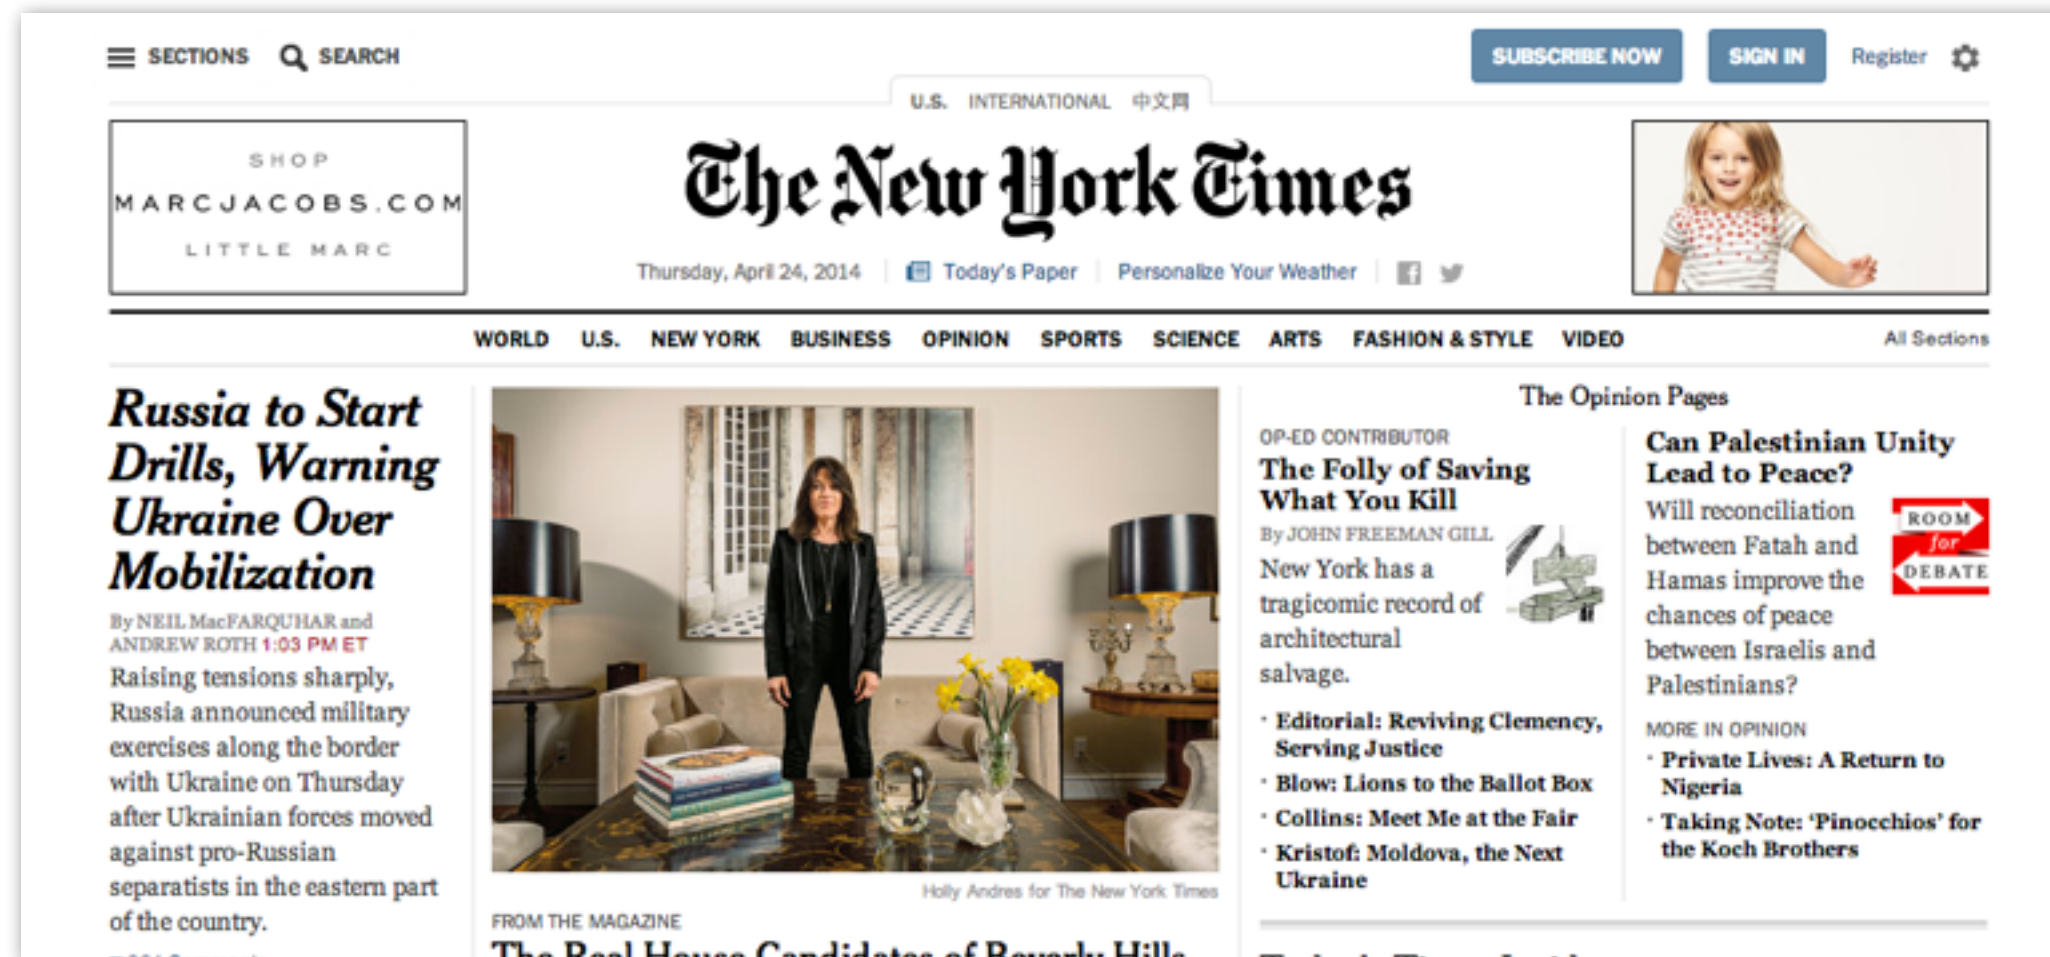 SECTIONS SEARCH
SUBSCRIBE NOW SIGN IN Register
U.S. INTERNATIONAL 中文网
SHOP
MARCJACOBS.COM
LITTLE MARC
The New York Times
Thursday, April 24, 2014 Today's Paper Personalize Your Weather
WORLD U.S. NEW YORK BUSINESS OPINION SPORTS SCIENCE ARTS FASHION & STYLE VIDEO All Sections
Russia to Start
Drills, Warning
Ukraine Over
Mobilization
By NEIL MacFARQUHAR and
ANDREW ROTH 1:03 PM ET
Raising tensions sharply,
Russia announced military
exercises along the border
with Ukraine on Thursday
after Ukrainian forces moved
against pro-Russian
separatists in the eastern part
of the country.
Holly Andres for The New York Times
FROM THE MAGAZINE
The Real House Candidates of Beverly Hills
The Opinion Pages
OP-ED CONTRIBUTOR
The Folly of Saving
What You Kill
By JOHN FREEMAN GILL
New York has a
tragicomic record of
architectural
salvage.
· Editorial: Reviving Clemency,
Serving Justice
· Blow: Lions to the Ballot Box
· Collins: Meet Me at the Fair
· Kristof: Moldova, the Next
Ukraine
Can Palestinian Unity
Lead to Peace?
Will reconciliation
between Fatah and
Hamas improve the
chances of peace
between Israelis and
Palestinians?
ROOM
for
DEBATE
MORE IN OPINION
· Private Lives: A Return to
Nigeria
· Taking Note: ‘Pinocchios’ for
the Koch Brothers